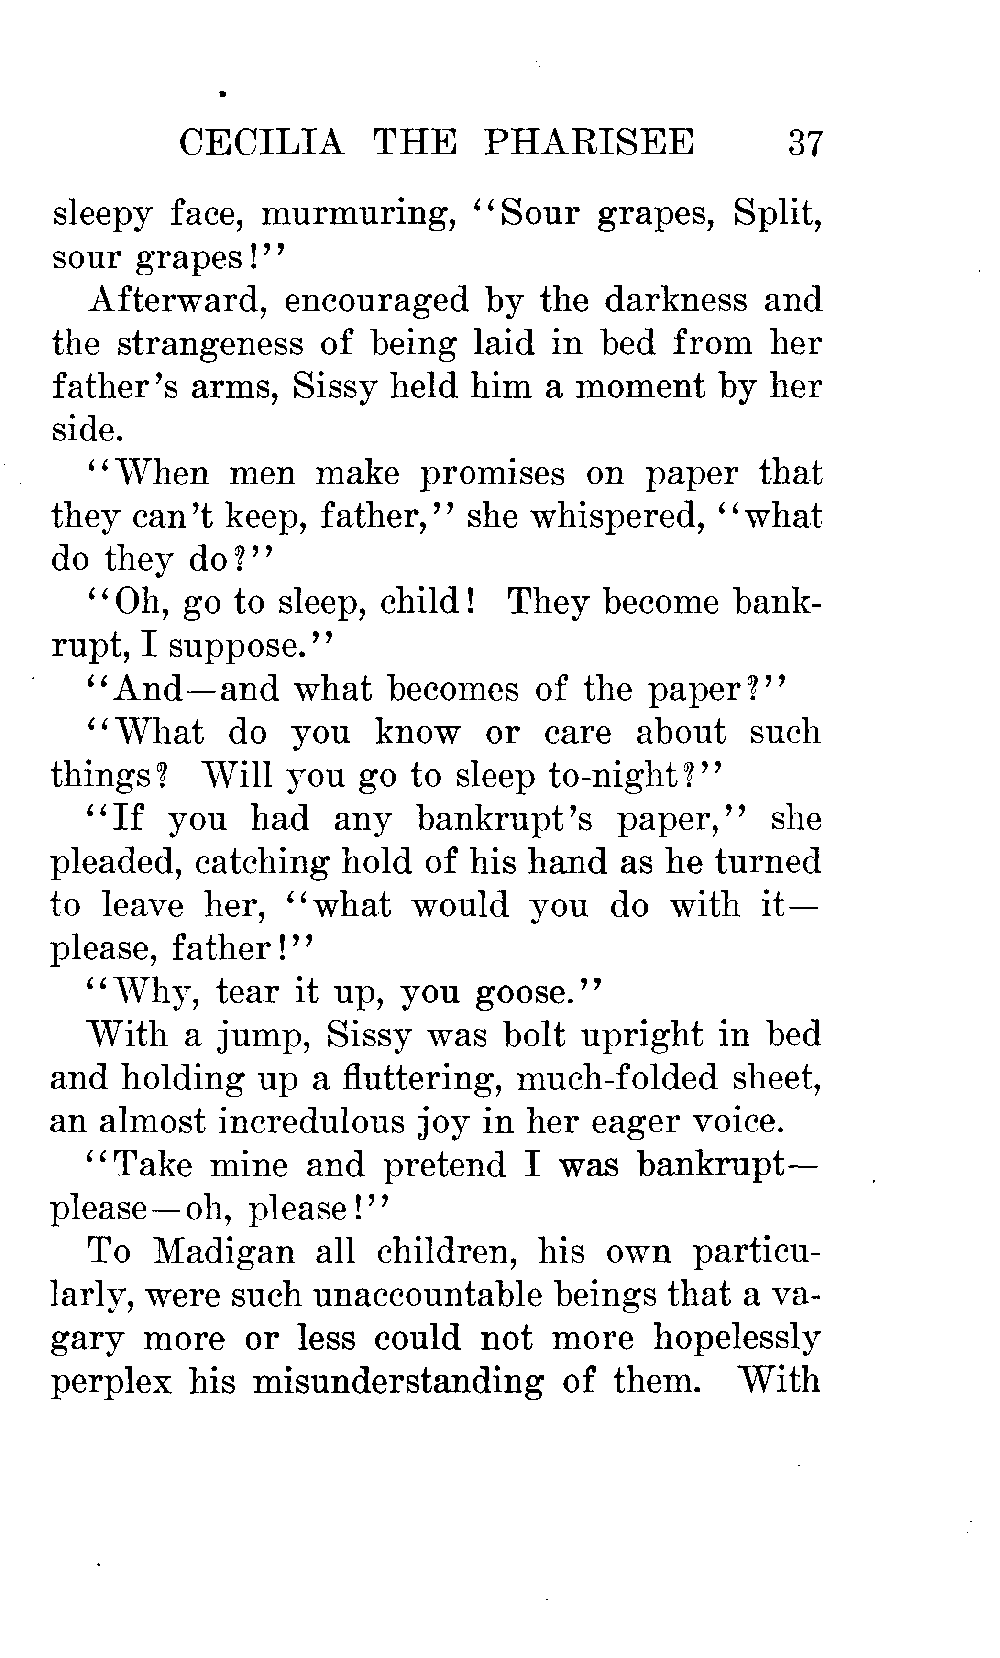 CECILIA THE PHARISEE 37
sleepy face, murmuring, "Sour grapes, Split,
sour grapes!"
Afterward, encouraged by the darkness and
the strangeness of being laid in bed from her
father's arms, Sissy held him a moment by her
side.
"When men make promises on paper that
they can't keep, father," she whispered, "what
do they do?"
"Oh, go to sleep, child! They become bank-
rupt, I suppose."
"And—and what becomes of the paper?"
"What do you know or care about such
things? Will you go to sleep to-night?"
"If you had any bankrupt's paper," she
pleaded, catching hold of his hand as he turned
to leave her, "what would you do with it—
please, father!"
"Why, tear it up, you goose."
With a jump, Sissy was bolt upright in bed
and holding up a fluttering, much-folded sheet,
an almost incredulous joy in her eager voice.
"Take mine and pretend I was bankrupt—
please—oh, please!"
To Madigan all children, his own particu-
larly, were such unaccountable beings that a va-
gary more or less could not more hopelessly
perplex his misunderstanding of them. With